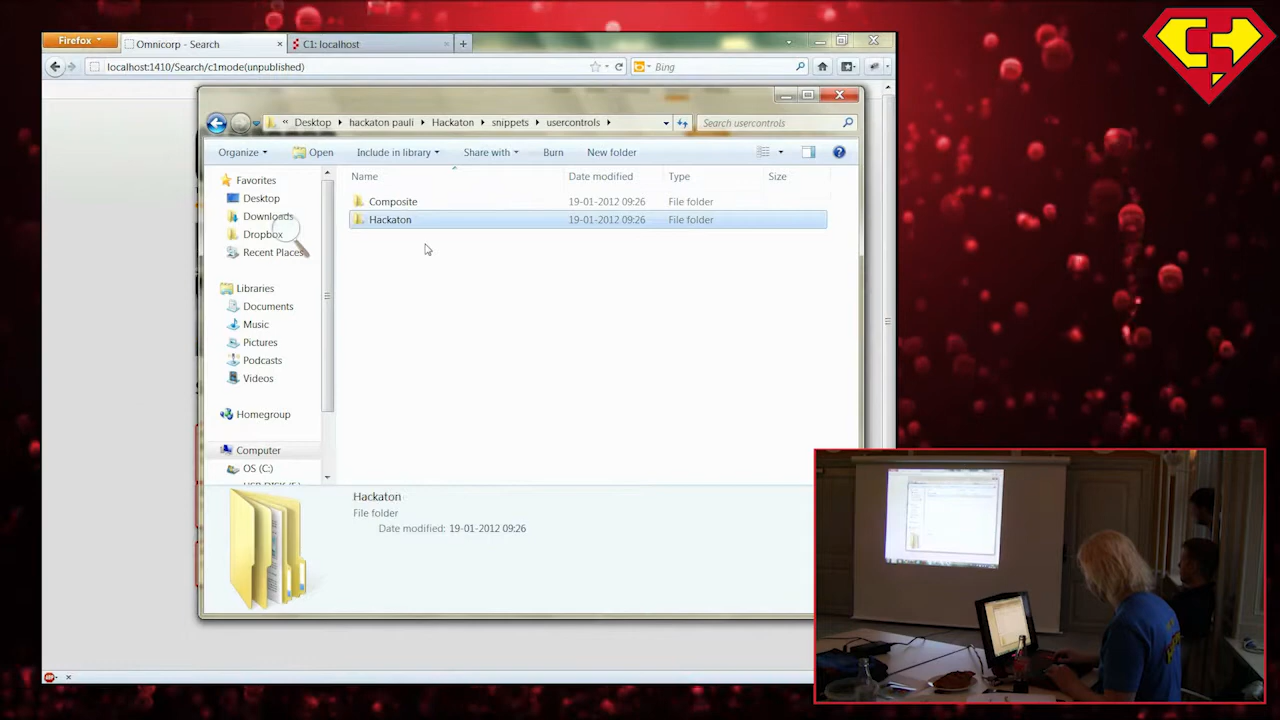 Firefox
Omnicorp - Search
C1: localhost
localhost:1410/Search/c1mode(unpublished)
Bing
« Desktop
hackaton pauli
Hackaton
snippets
usercontrols
Search usercontrols
Organize
Open
Include in library
Share with
Burn
New folder
Favorites
Desktop
Downloads
Dropbox
Recent Places
Libraries
Documents
Music
Pictures
Podcasts
Videos
Homegroup
Computer
OS (C:)
Name Date modified Type Size
Composite 19-01-2012 09:26 File folder
Hackaton 19-01-2012 09:26 File folder
Hackaton
File folder
Date modified: 19-01-2012 09:26